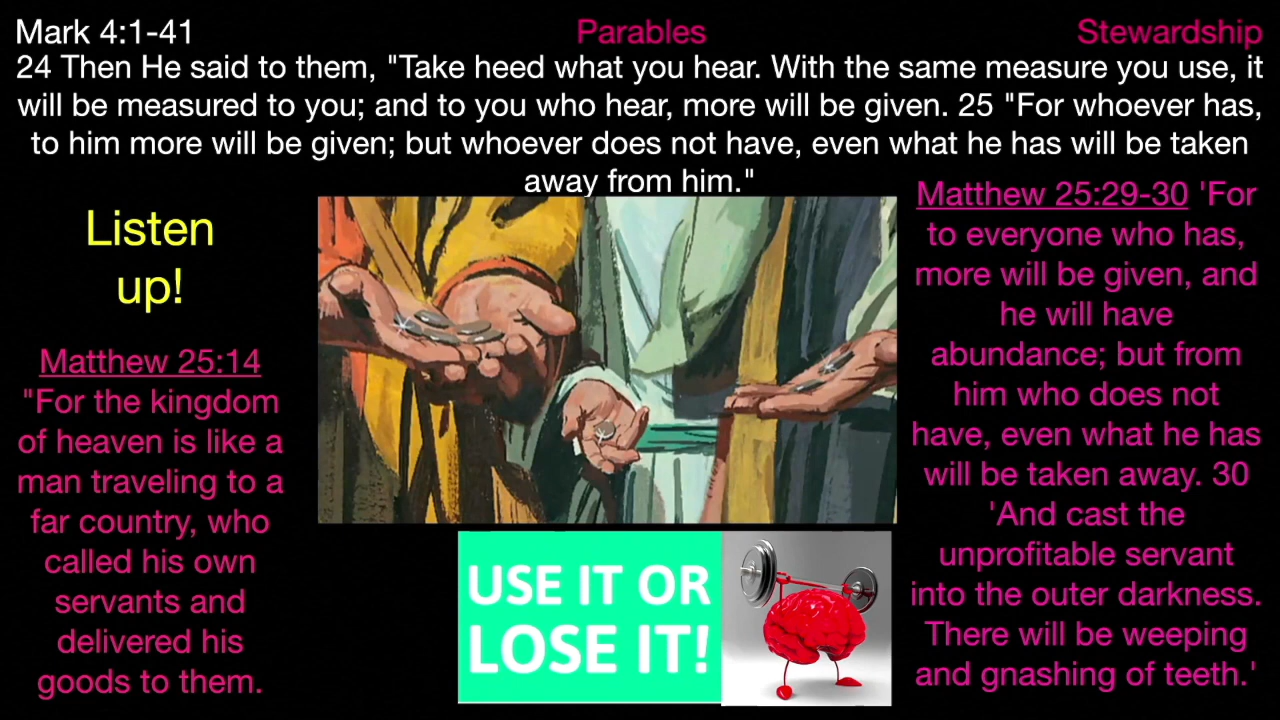 Mark 4:1-41
Parables
Stewardship
24 Then He said to them, "Take heed what you hear. With the same measure you use, it
will be measured to you; and to you who hear, more will be given. 25 "For whoever has,
to him more will be given; but whoever does not have, even what he has will be taken
away from him."
Listen
up!
Matthew 25:14
"For the kingdom
of heaven is like a
man traveling to a
far country, who
called his own
servants and
delivered his
goods to them.
USE IT OR
LOSE IT!
Matthew 25:29-30 'For
to everyone who has,
more will be given, and
he will have
abundance; but from
him who does not
have, even what he has
will be taken away. 30
'And cast the
unprofitable servant
into the outer darkness.
There will be weeping
and gnashing of teeth.'